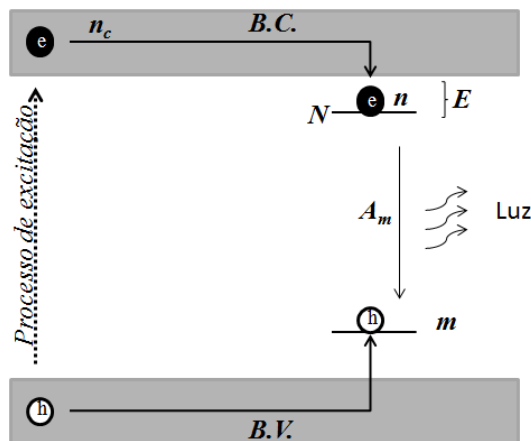 e n_c B.C.
e n E
N
Processo de excitação
A_m Luz
h m
h
B.V.